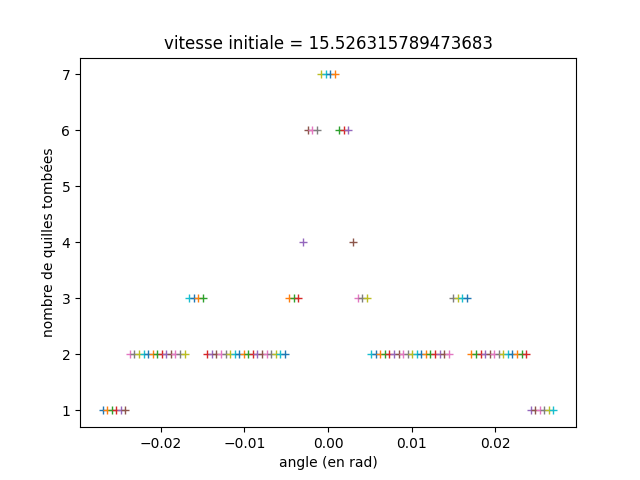 vitesse initiale = 15.526315789473683
nombre de quilles tombées
7
6
5
4
3
2
1
−0.02 −0.01 0.00 0.01 0.02
angle (en rad)